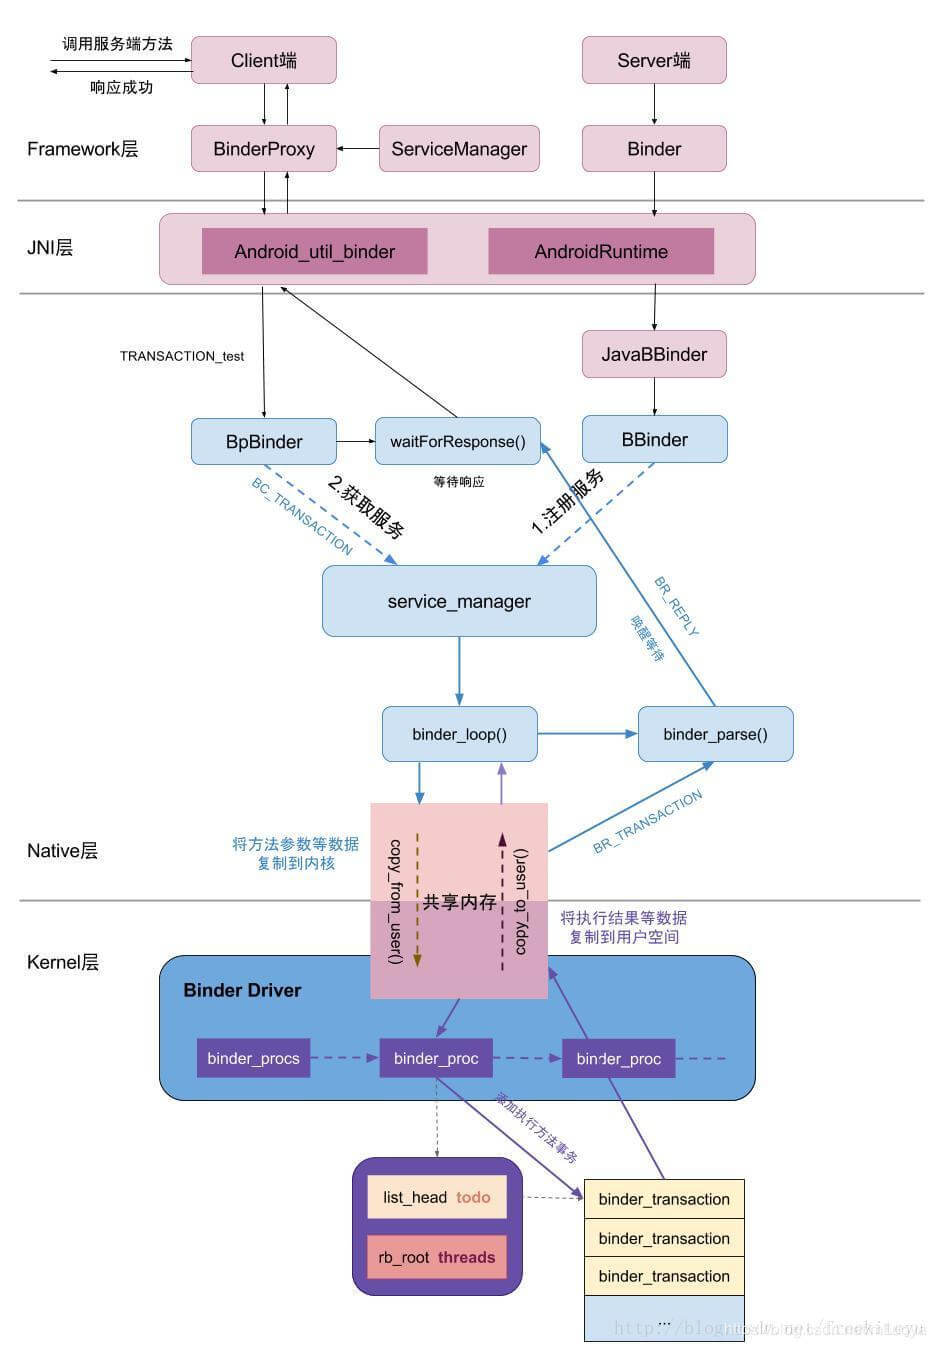 调用服务端方法
响应成功
Client端
Server端
Framework层
BinderProxy
ServiceManager
Binder
JNI层
Android_util_binder
AndroidRuntime
TRANSACTION_test
JavaBBinder
BpBinder
waitForResponse()
BBinder
等待响应
2.获取服务
BC_TRANSACTION
1.注册服务
service_manager
BR_REPLY
唤醒等待
binder_loop()
binder_parse()
BR_TRANSACTION
将方法参数等数据
复制到内核
Native层
copy_from_user()
共享内存
copy_to_user()
将执行结果等数据
复制到用户空间
Kernel层
Binder Driver
binder_procs
binder_proc
binder_proc
添加执行方法事务
list_head todo
rb_root threads
binder_transaction
binder_transaction
binder_transaction
...